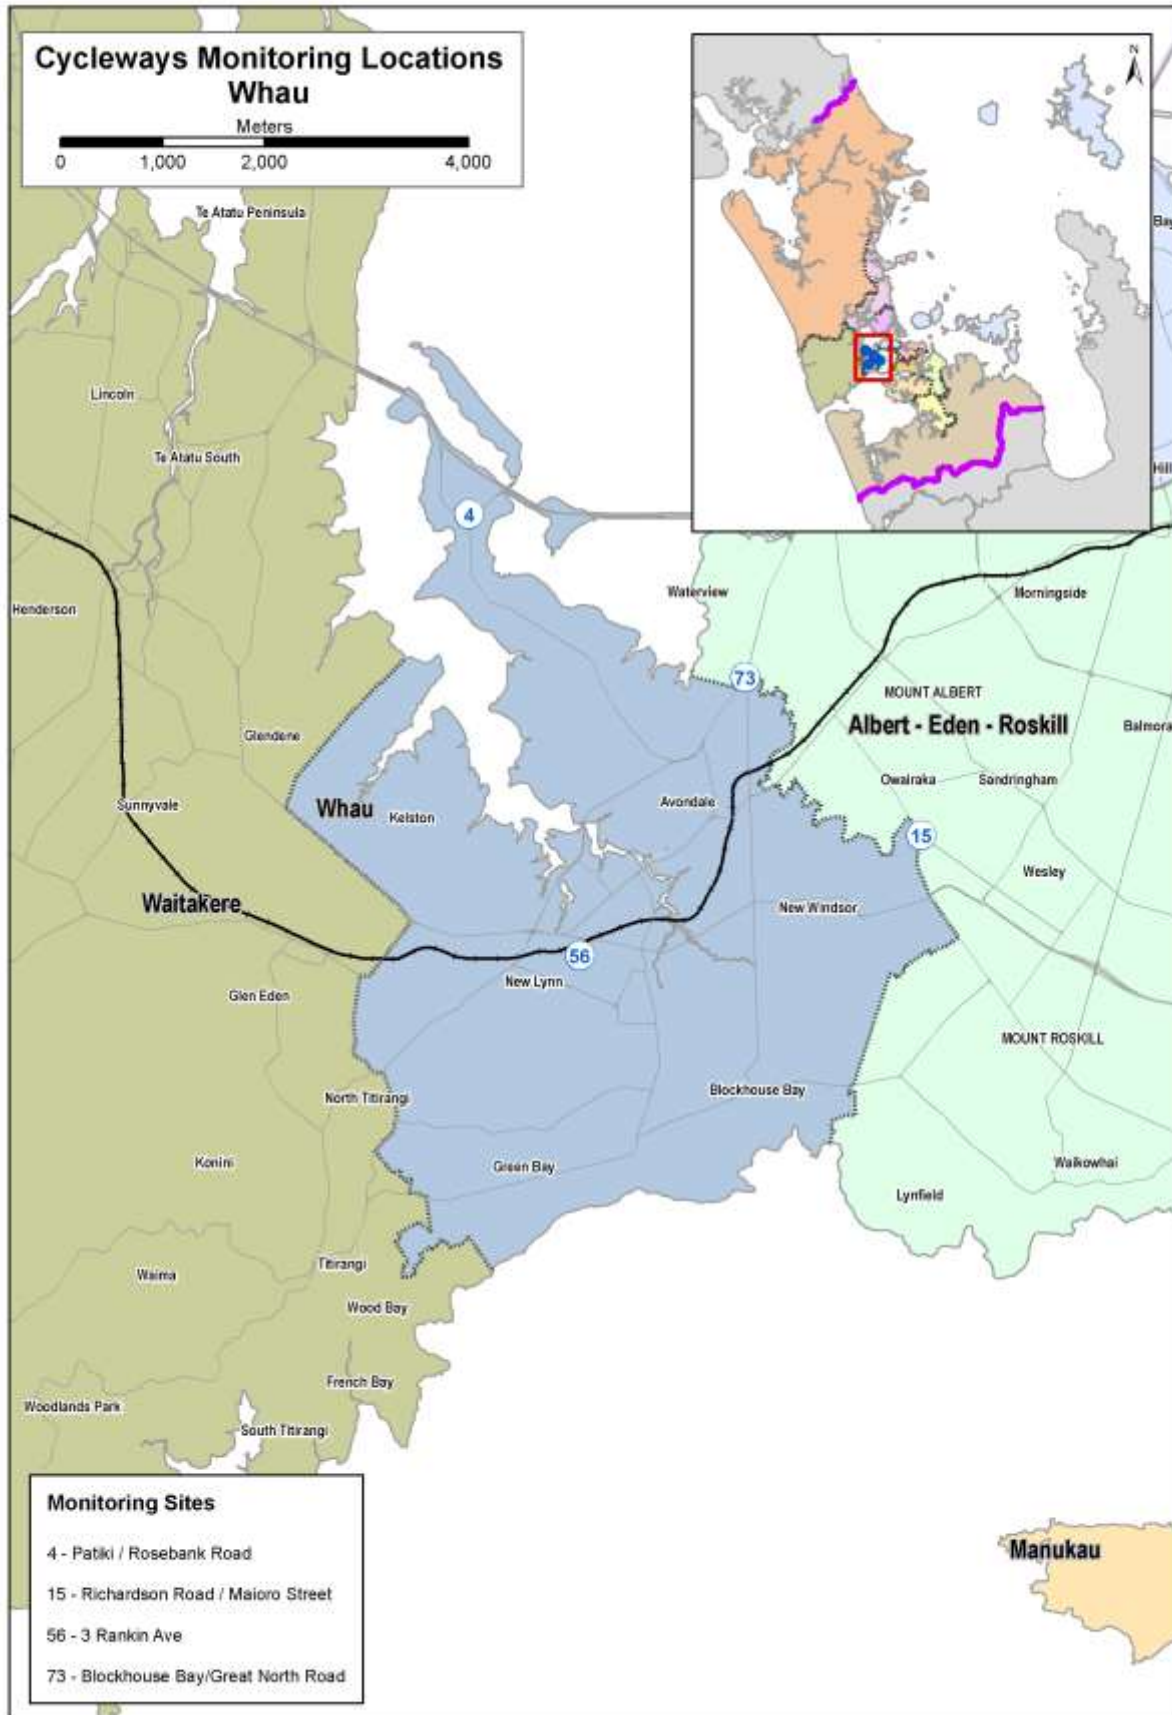 Cycleways Monitoring Locations
Whau
Meters
0 1,000 2,000 4,000
N
Te Atatu Peninsula
Bay
Lincoln
Te Atatu South
Hill
4
Henderson
Waterview
Morningside
73
MOUNT ALBERT
Albert - Eden - Roskill
Balmora
Glendene
Sunnyvale
Whau
Kelston
Avondale
Owairaka
Sandringham
15
Wesley
Waitakere
New Windsor
56
New Lynn
Glen Eden
MOUNT ROSKILL
North Titirangi
Blockhouse Bay
Konini
Green Bay
Waikowhai
Lynfield
Titirangi
Waima
Wood Bay
French Bay
Woodlands Park
South Titirangi
Manukau
Monitoring Sites
4 - Patiki / Rosebank Road
15 - Richardson Road / Maioro Street
56 - 3 Rankin Ave
73 - Blockhouse Bay/Great North Road